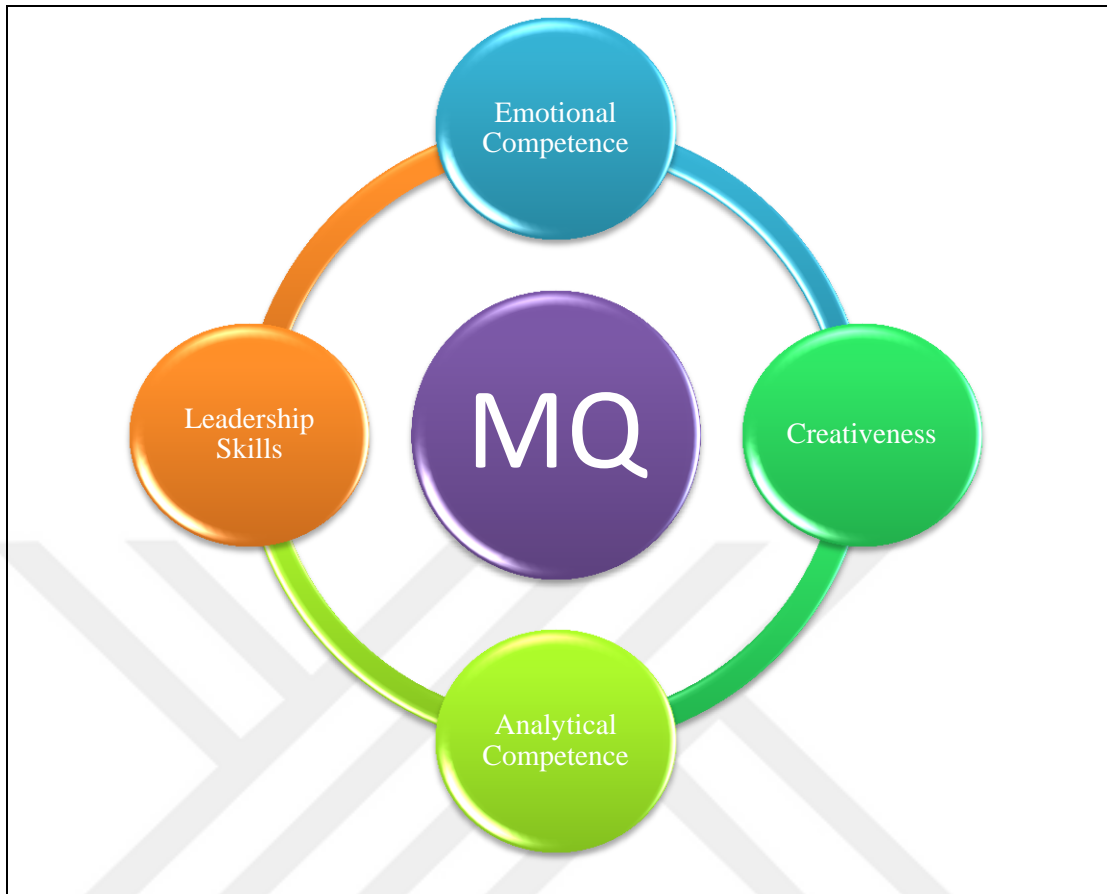 Emotional
Competence
Leadership
Skills
MQ
Creativeness
Analytical
Competence